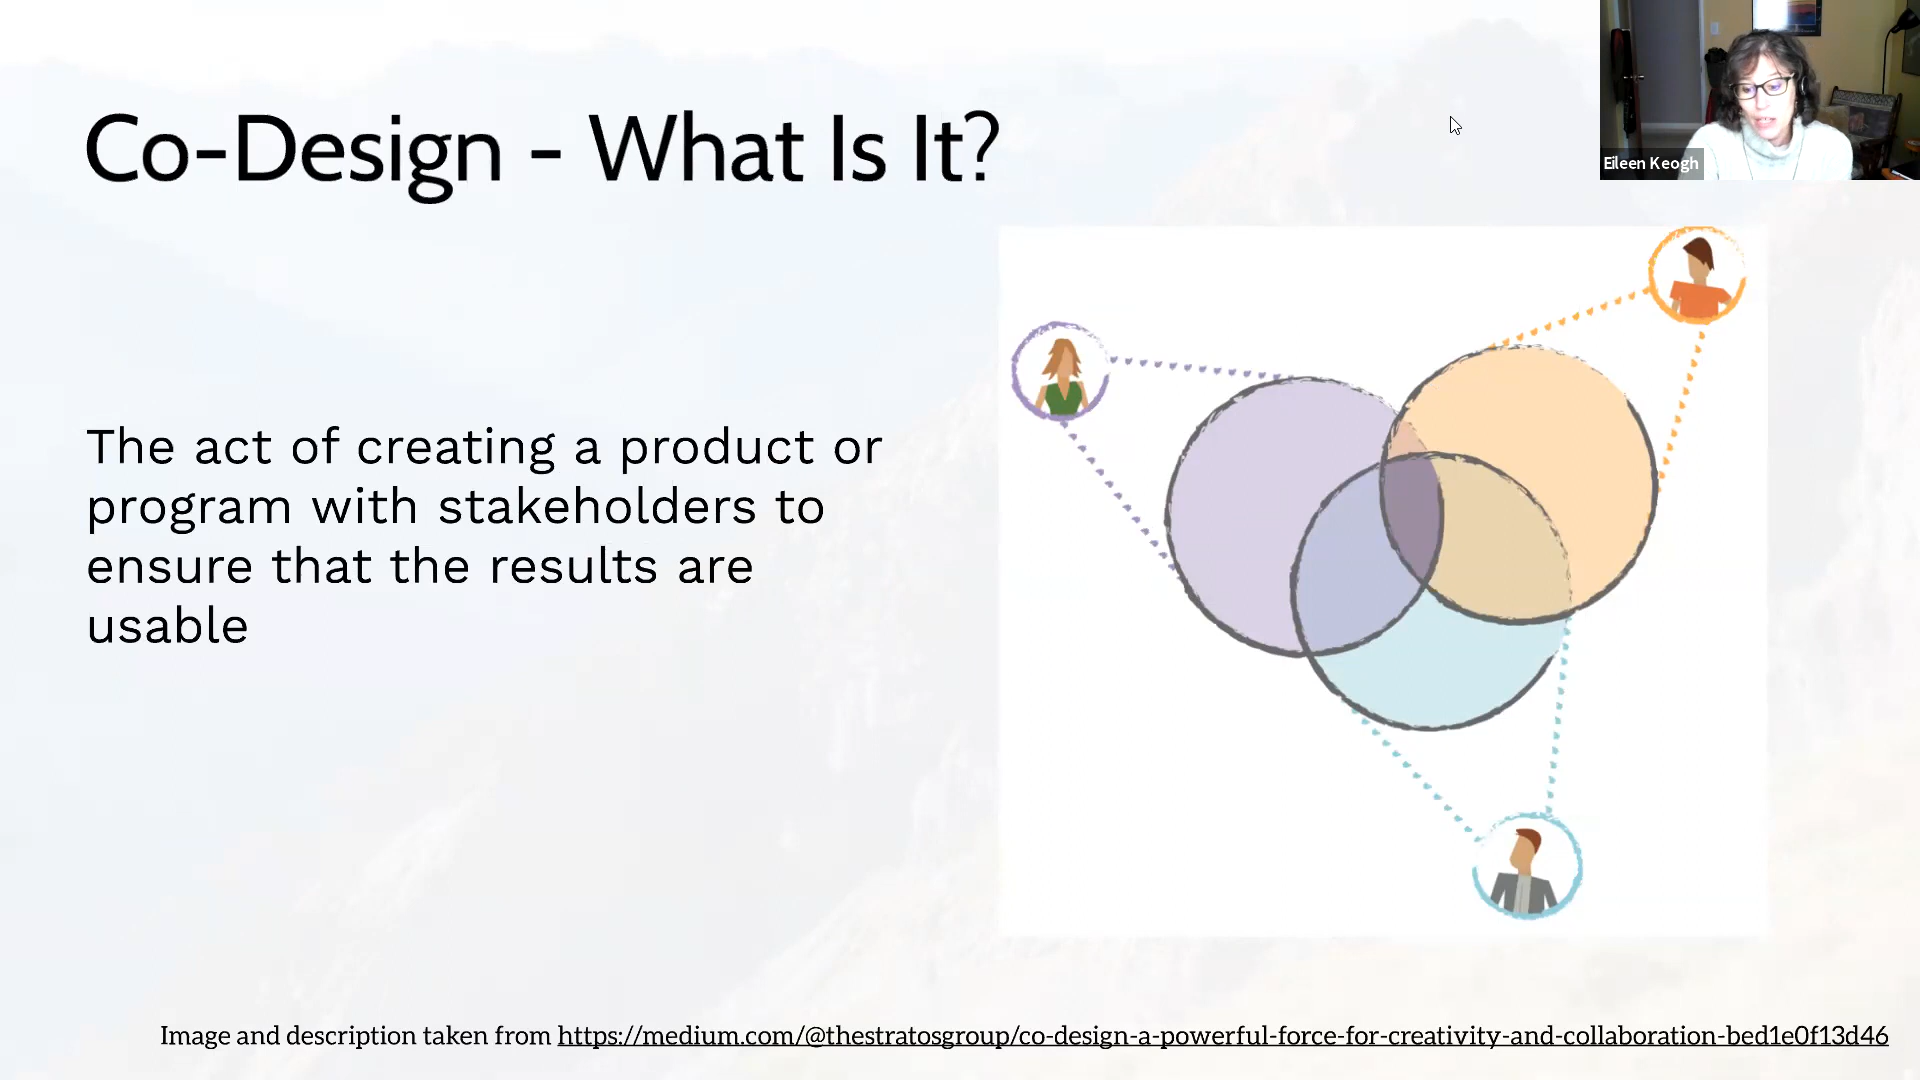 Co-Design - What Is It?
Eileen Keogh
The act of creating a product or
program with stakeholders to
ensure that the results are
usable
Image and description taken from https://medium.com/@thestratosgroup/co-design-a-powerful-force-for-creativity-and-collaboration-bed1e0f13d46